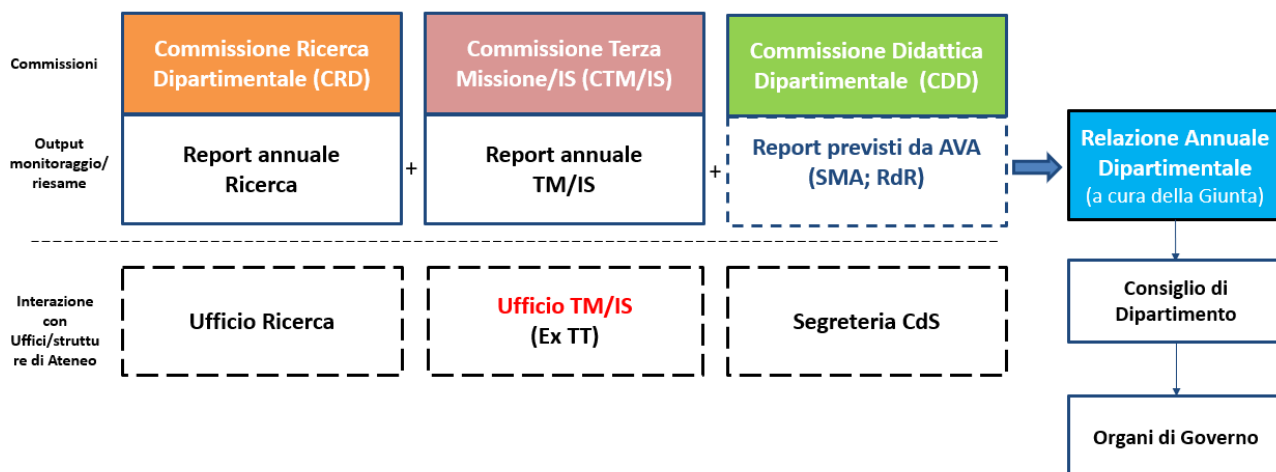 Commissioni
Commissione Ricerca
Dipartimentale (CRD)
Commissione Terza
Missione/IS (CTM/IS)
Commissione Didattica
Dipartimentale (CDD)
Output
monitoraggio/
riesame
Report annuale
Ricerca
+
Report annuale
TM/IS
+
Report previsti da AVA
(SMA; RdR)
Relazione Annuale
Dipartimentale
(a cura della Giunta)
Interazione
con
Uffici/struttu
re di Ateneo
Ufficio Ricerca
Ufficio TM/IS
(Ex TT)
Segreteria CdS
Consiglio di
Dipartimento
Organi di Governo